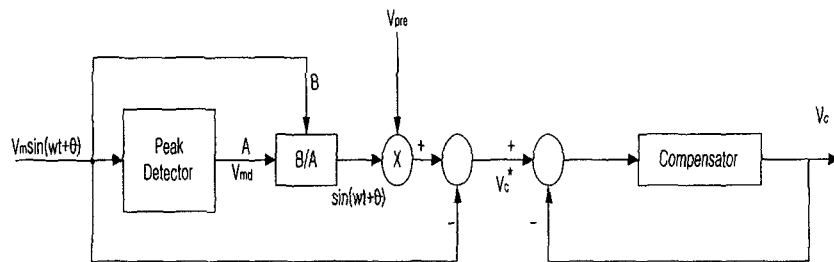 Vpre
B
Vc
Vmsin(wt+θ)
Peak
Detector
A
Vmd
B/A
sin(wt+θ)
X
+
-
+
Vc*
-
Compensator